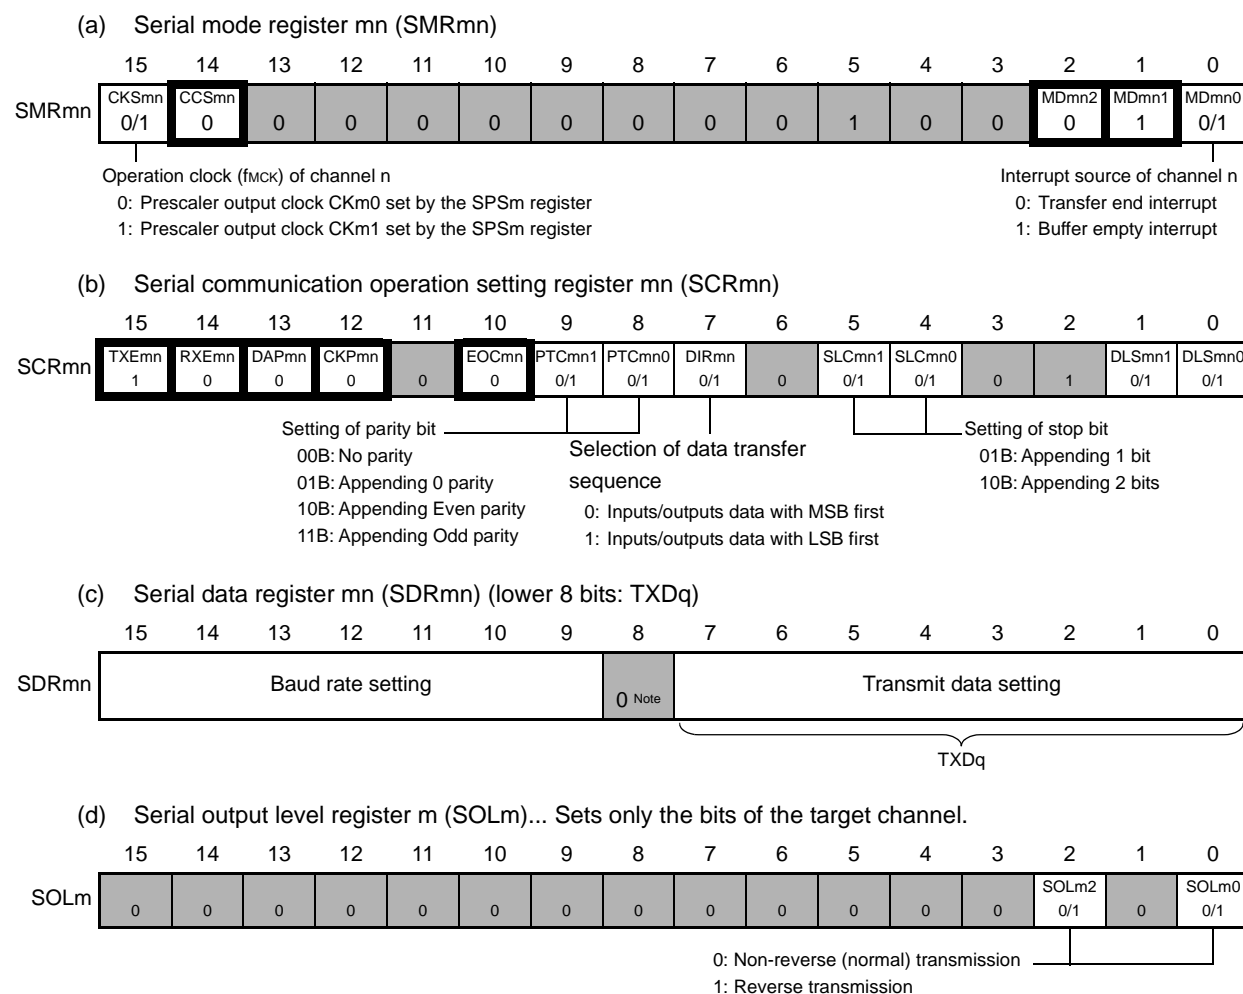 (a) Serial mode register mn (SMRmn)
15 14 13 12 11 10 9 8 7 6 5 4 3 2 1 0
SMRmn
CKSmn CCSmn MDmn2 MDmn1 MDmn0
0/1 0 0 0 0 0 0 0 0 0 1 0 0 0 1 0/1
Operation clock (fMCK) of channel n
0: Prescaler output clock CKm0 set by the SPSm register
1: Prescaler output clock CKm1 set by the SPSm register
Interrupt source of channel n
0: Transfer end interrupt
1: Buffer empty interrupt
(b) Serial communication operation setting register mn (SCRmn)
15 14 13 12 11 10 9 8 7 6 5 4 3 2 1 0
SCRmn
TXEmn RXEmn DAPmn CKPmn EOCmn PTCmn1 PTCmn0 DIRmn SLCmn1 SLCmn0 DLSmn1 DLSmn0
1 0 0 0 0 0 0/1 0/1 0/1 0 0/1 0/1 0 1 0/1 0/1
Setting of parity bit
00B: No parity
01B: Appending 0 parity
10B: Appending Even parity
11B: Appending Odd parity
Selection of data transfer
sequence
0: Inputs/outputs data with MSB first
1: Inputs/outputs data with LSB first
Setting of stop bit
01B: Appending 1 bit
10B: Appending 2 bits
(c) Serial data register mn (SDRmn) (lower 8 bits: TXDq)
15 14 13 12 11 10 9 8 7 6 5 4 3 2 1 0
SDRmn
Baud rate setting
0 Note
Transmit data setting
TXDq
(d) Serial output level register m (SOLm)... Sets only the bits of the target channel.
15 14 13 12 11 10 9 8 7 6 5 4 3 2 1 0
SOLm
SOLm2 SOLm0
0 0 0 0 0 0 0 0 0 0 0 0 0 0/1 0 0/1
0: Non-reverse (normal) transmission
1: Reverse transmission